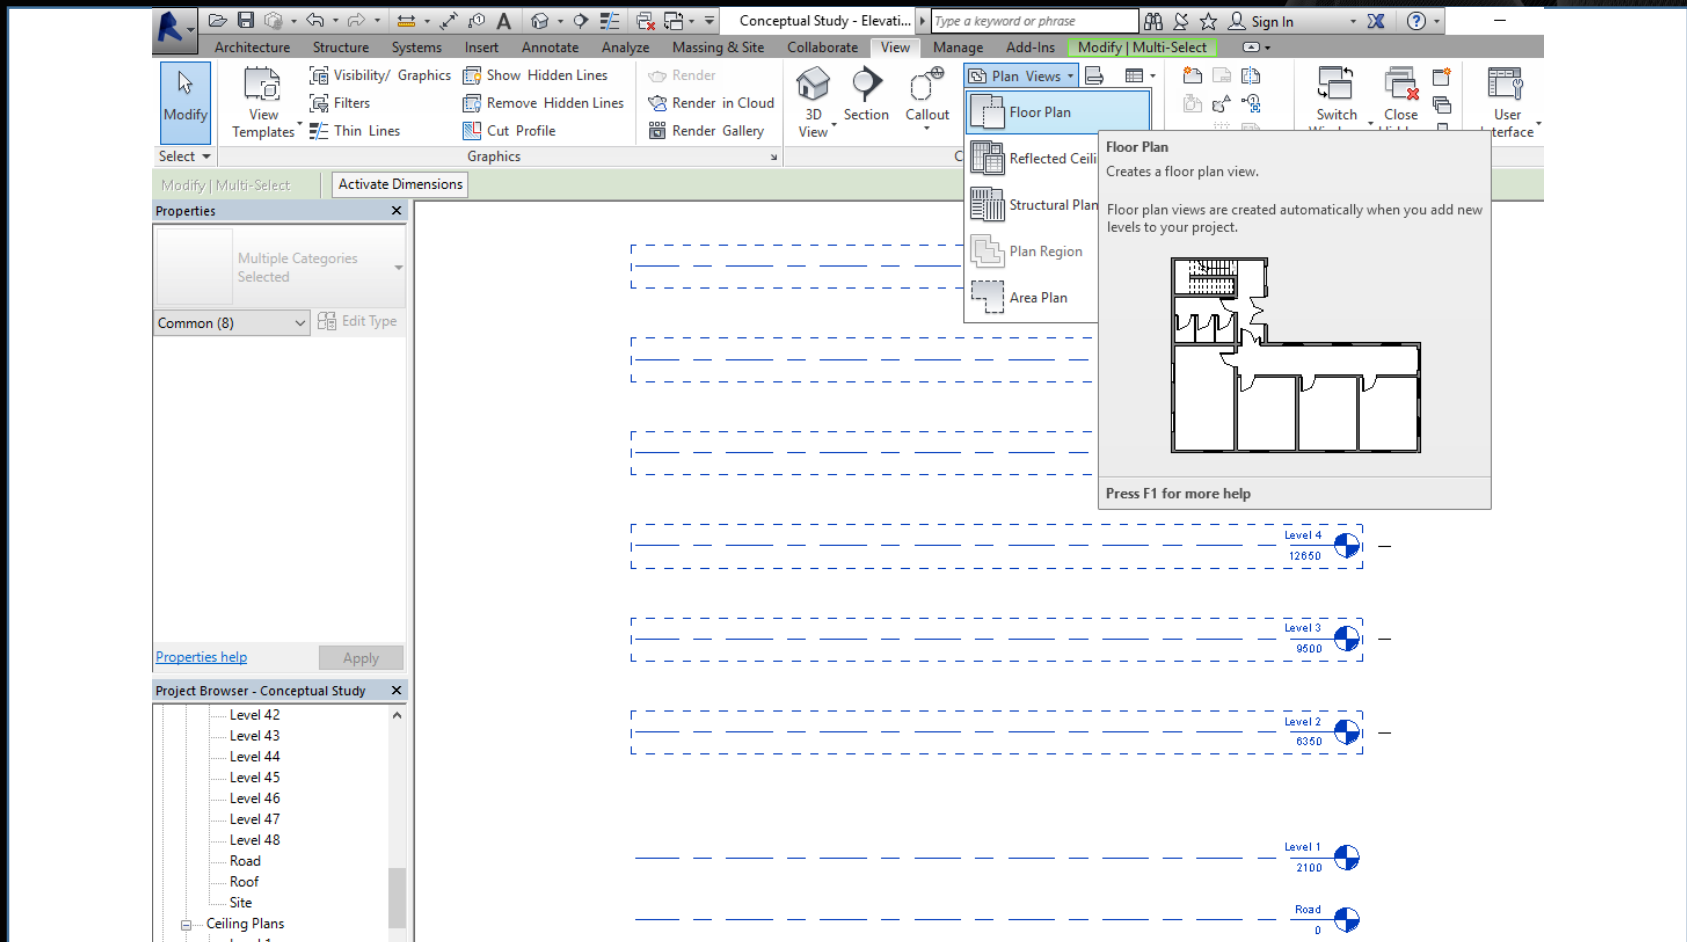 Conceptual Study - Elevati...
Type a keyword or phrase
Sign In
Architecture Structure Systems Insert Annotate Analyze Massing & Site Collaborate View Manage Add-Ins Modify | Multi-Select
Modify
View
Templates
Visibility/ Graphics
Filters
Thin Lines
Show Hidden Lines
Remove Hidden Lines
Cut Profile
Render
Render in Cloud
Render Gallery
3D
View
Section
Callout
Plan Views
Switch
Close
User
Select
Graphics
Floor Plan
Reflected Ceili
Structural Plan
Plan Region
Area Plan
Floor Plan
Creates a floor plan view.
Floor plan views are created automatically when you add new
levels to your project.
Press F1 for more help
Modify | Multi-Select
Activate Dimensions
Properties
Multiple Categories
Selected
Common (8)
Edit Type
Properties help
Apply
Project Browser - Conceptual Study
Level 42
Level 43
Level 44
Level 45
Level 46
Level 47
Level 48
Road
Roof
Site
Ceiling Plans
Level 4
12650
Level 3
9500
Level 2
6350
Level 1
2100
Road
0